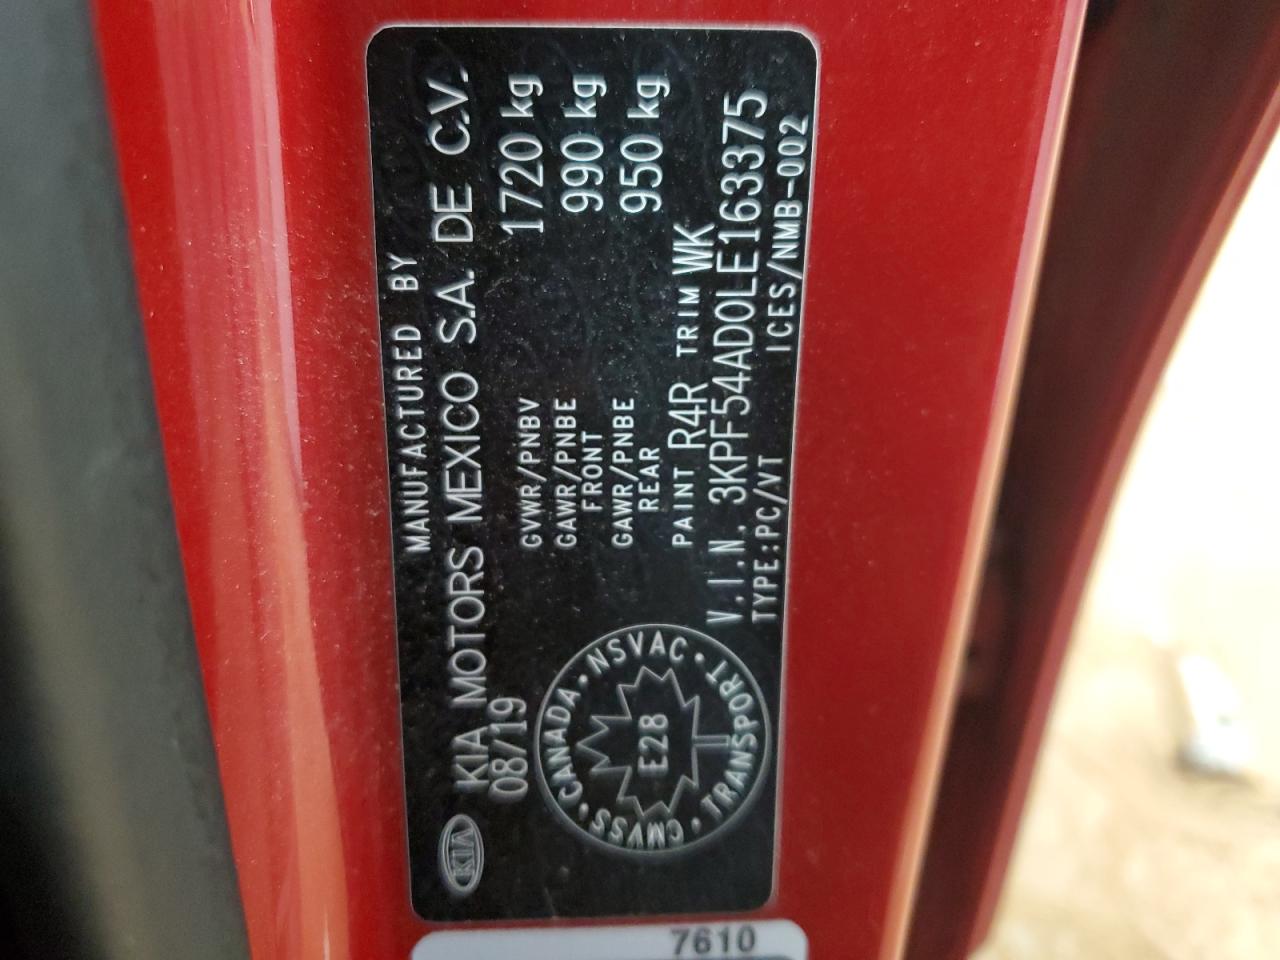 MANUFACTURED BY
KIA MOTORS MEXICO S.A. DE C.V.
08/19
GVWR/PNBV 1720 kg
GAWR/PNBE FRONT 990 kg
GAWR/PNBE REAR 950 kg
PAINT R4R TRIM WK
V.I.N. 3KPF54AD0LE163375
TYPE:PC/VT ICES/NMB-002
KIA
CANADA · NSVAC · TRANSPORT · CMVSS ·
E28
7610